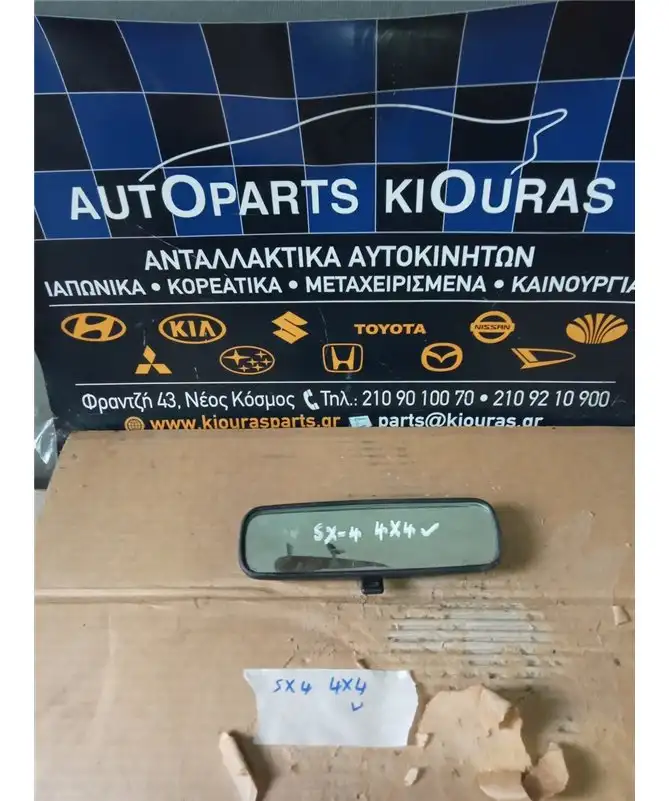 AUTOPARTS KIOURAS
ΑΝΤΑΛΛΑΚΤΙΚΑ ΑΥΤΟΚΙΝΗΤΩΝ
ΙΑΠΩΝΙΚΑ • ΚΟΡΕΑΤΙΚΑ • ΜΕΤΑΧΕΙΡΙΣΜΕΝΑ • ΚΑΙΝΟΥΡΓΙΑ
KIA TOYOTA NISSAN
Φραντζή 43, Νέος Κόσμος Τηλ.: 210 90 100 70 • 210 92 10 900
www.kiourasparts.gr parts@kiouras.gr
SX-4 4X4 ✓
SX4 4X4
✓